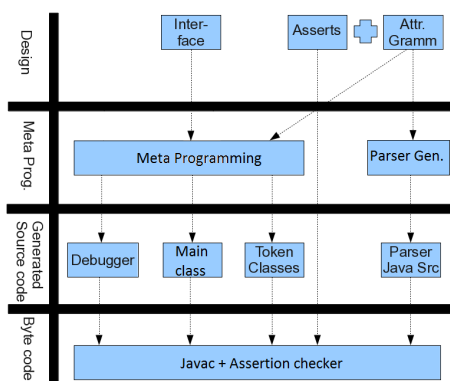 Design
Inter-
face
Asserts
Attr.
Gramm
Meta Prog.
Meta Programming
Parser Gen.
Generated
Source code
Debugger
Main
class
Token
Classes
Parser
Java Src
Byte code
Javac + Assertion checker